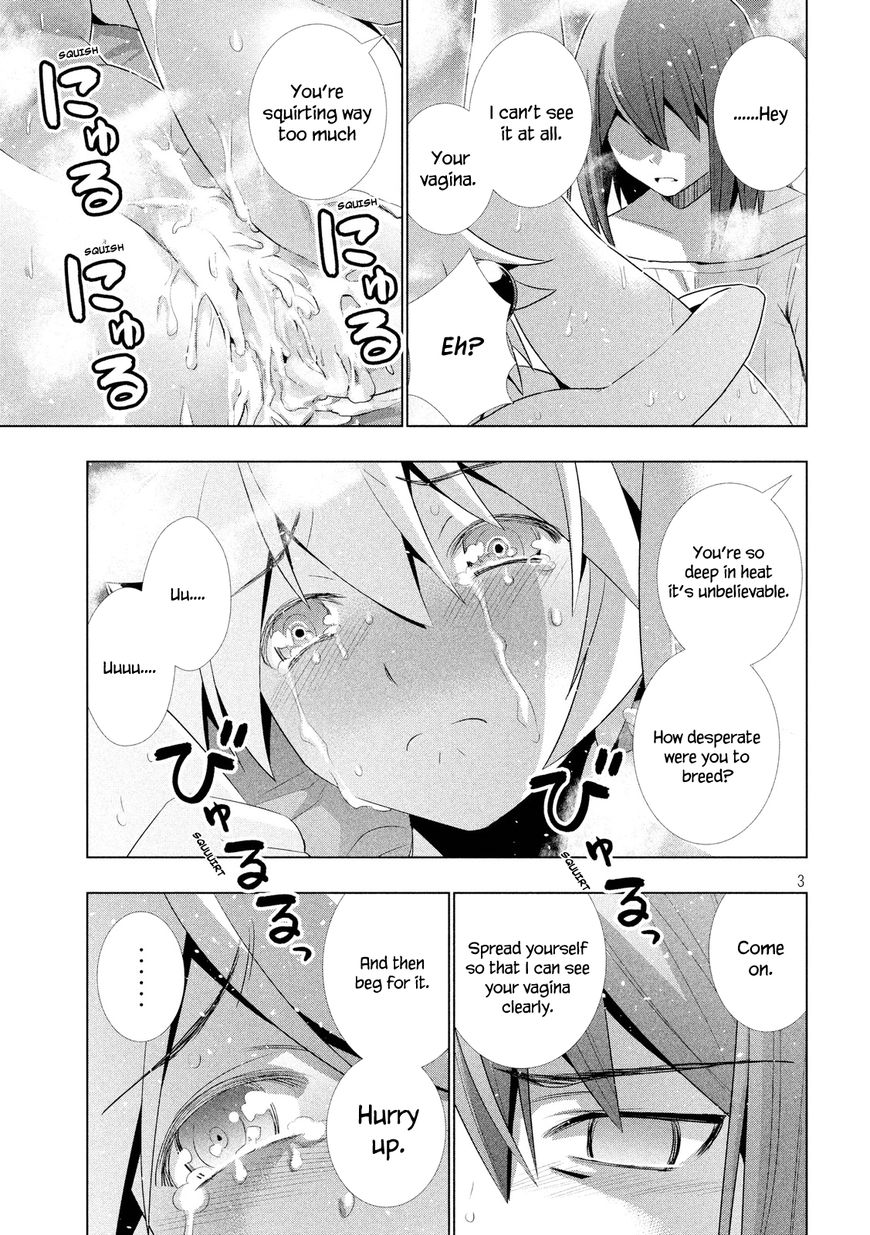 ......Hey
I can't see
it at all.
Your
vagina.
Eh?
You're
squirting way
too much
SQUISH
にゅる
SQUISH
にゅる
SQUISH
にゅる
You're so
deep in heat
it's unbelievable.
How desperate
were you to
breed?
Uu....
Uuuu....
びゅるるっ
SQUUIRT
びゅるるっ
SQUUUIRT
3
Come
on.
Spread yourself
so that I can see
your vagina
clearly.
And then
beg for it.
Hurry
up.
......